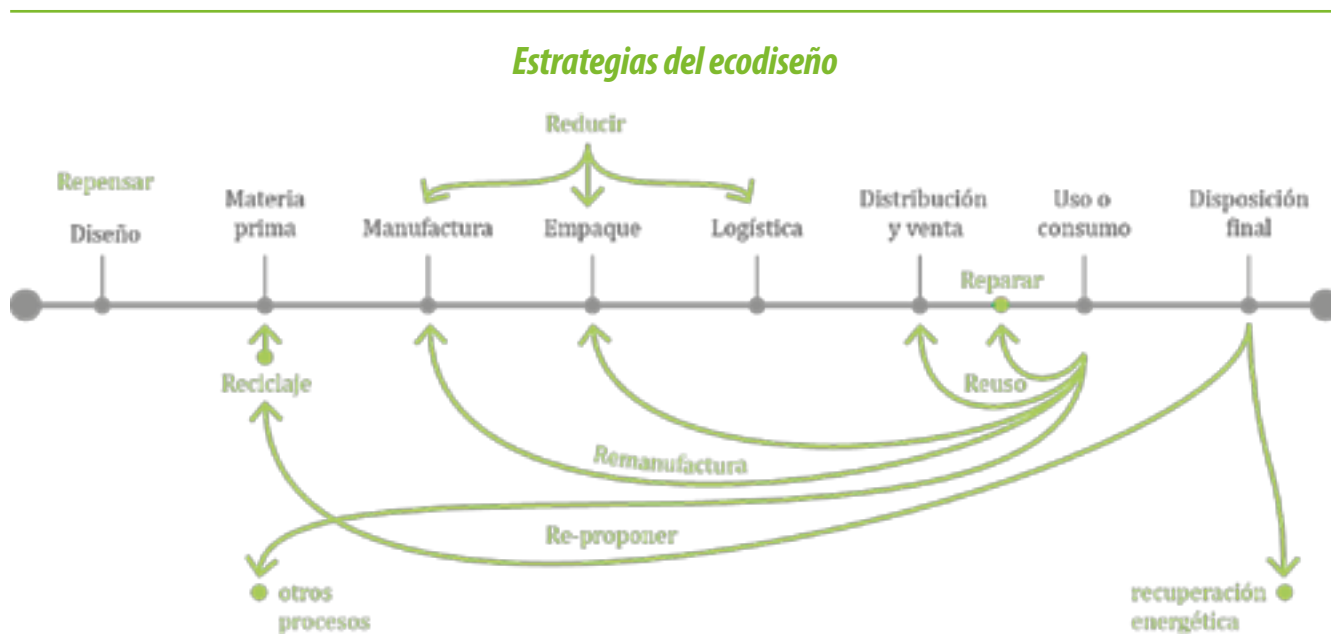 Estrategias del ecodiseño
Reducir
Repensar
Diseño
Materia
prima
Manufactura
Empaque
Logística
Distribución
y venta
Uso o
consumo
Disposición
final
Reparar
Reciclaje
Reuso
Remanufactura
Re-proponer
otros
procesos
recuperación
energética